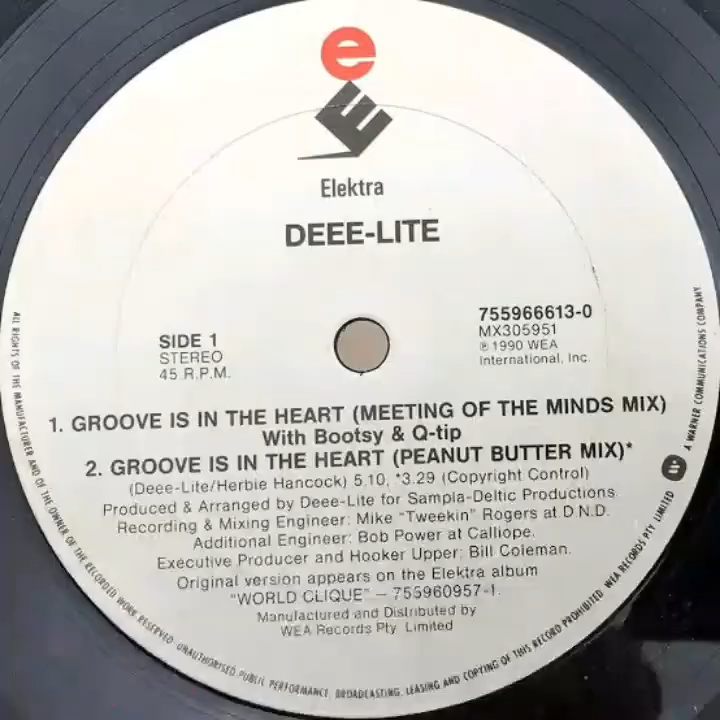 e
E
Elektra
DEEE-LITE
SIDE 1
STEREO
45 R.P.M.
755966613-0
MX305951
℗ 1990 WEA
International, Inc.
1. GROOVE IS IN THE HEART (MEETING OF THE MINDS MIX)
With Bootsy & Q-tip
2. GROOVE IS IN THE HEART (PEANUT BUTTER MIX)*
(Deee-Lite/Herbie Hancock) 5.10, *3.29 (Copyright Control)
Produced & Arranged by Deee-Lite for Sampla-Deltic Productions.
Recording & Mixing Engineer: Mike "Tweekin" Rogers at D.N.D.
Additional Engineer: Bob Power at Calliope.
Executive Producer and Hooker Upper: Bill Coleman.
Original version appears on the Elektra album
"WORLD CLIQUE" — 755960957-1.
Manufactured and Distributed by
WEA Records Pty. Limited
ALL RIGHTS OF THE MANUFACTURER AND OF THE OWNER OF THE RECORDED WORK RESERVED. UNAUTHORISED PUBLIC PERFORMANCE, BROADCASTING, LEASING AND COPYING OF THIS RECORD PROHIBITED. WEA RECORDS PTY. LIMITED A WARNER COMMUNICATIONS COMPANY